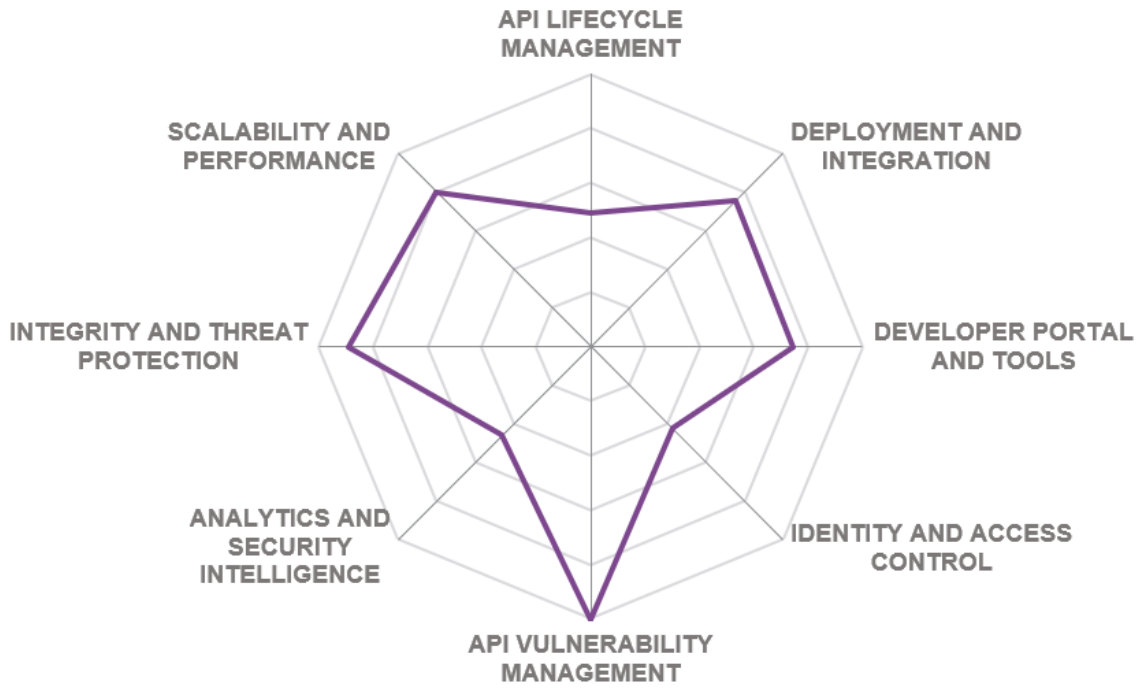 API LIFECYCLE
MANAGEMENT
DEPLOYMENT AND
INTEGRATION
DEVELOPER PORTAL
AND TOOLS
IDENTITY AND ACCESS
CONTROL
API VULNERABILITY
MANAGEMENT
ANALYTICS AND
SECURITY
INTELLIGENCE
INTEGRITY AND THREAT
PROTECTION
SCALABILITY AND
PERFORMANCE